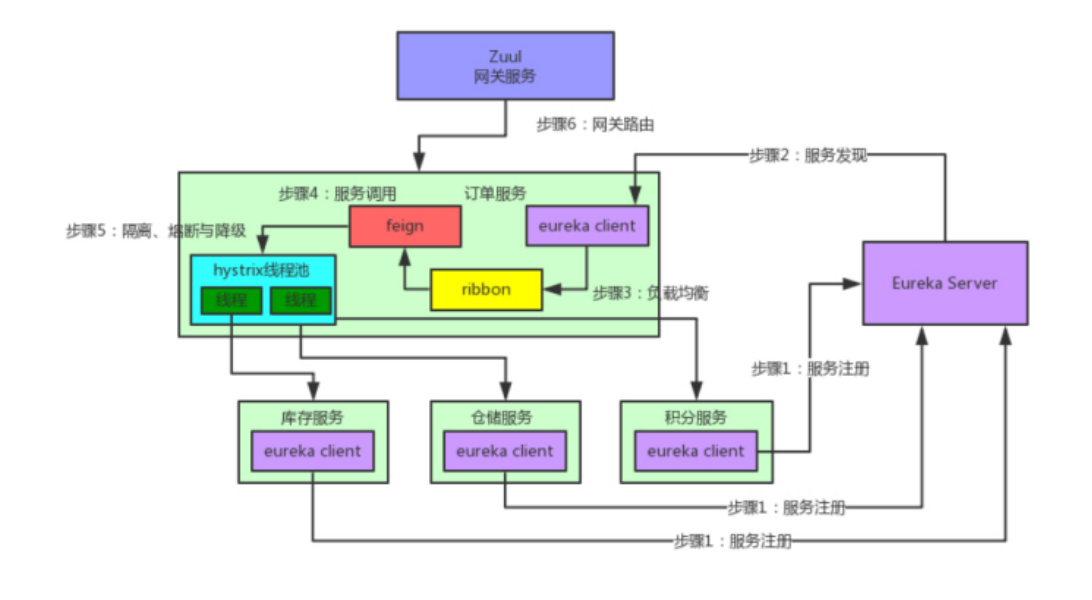 Zuul
网关服务
步骤6：网关路由
步骤2：服务发现
步骤4：服务调用
订单服务
feign
eureka client
步骤5：隔离、熔断与降级
hystrix线程池
线程
线程
ribbon
步骤3：负载均衡
Eureka Server
步骤1：服务注册
库存服务
eureka client
仓储服务
eureka client
积分服务
eureka client
步骤1：服务注册
步骤1：服务注册